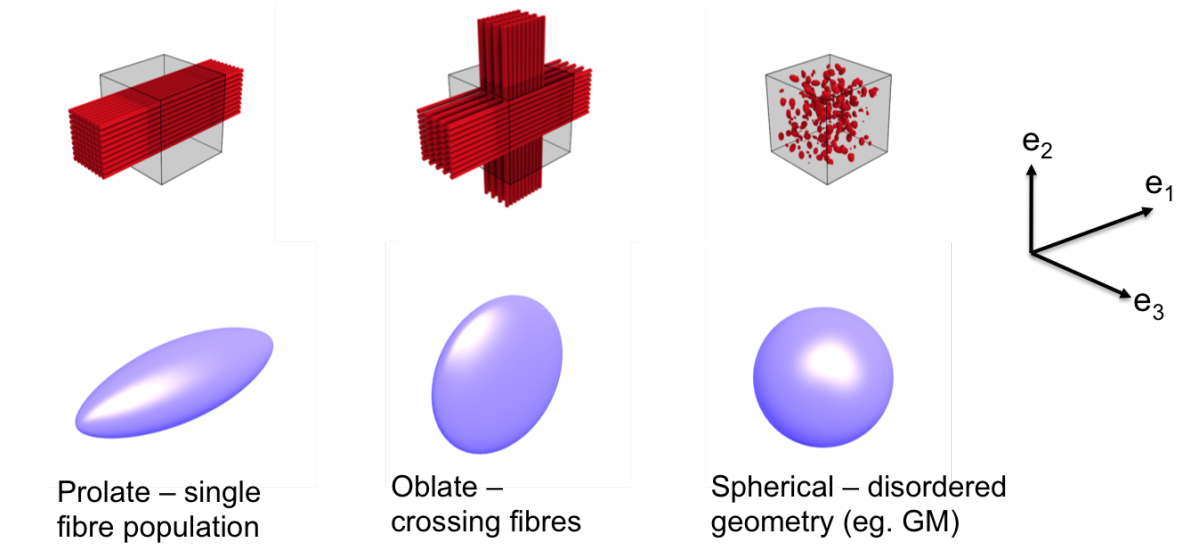 e2
e1
e3
Prolate – single
fibre population
Oblate –
crossing fibres
Spherical – disordered
geometry (eg. GM)